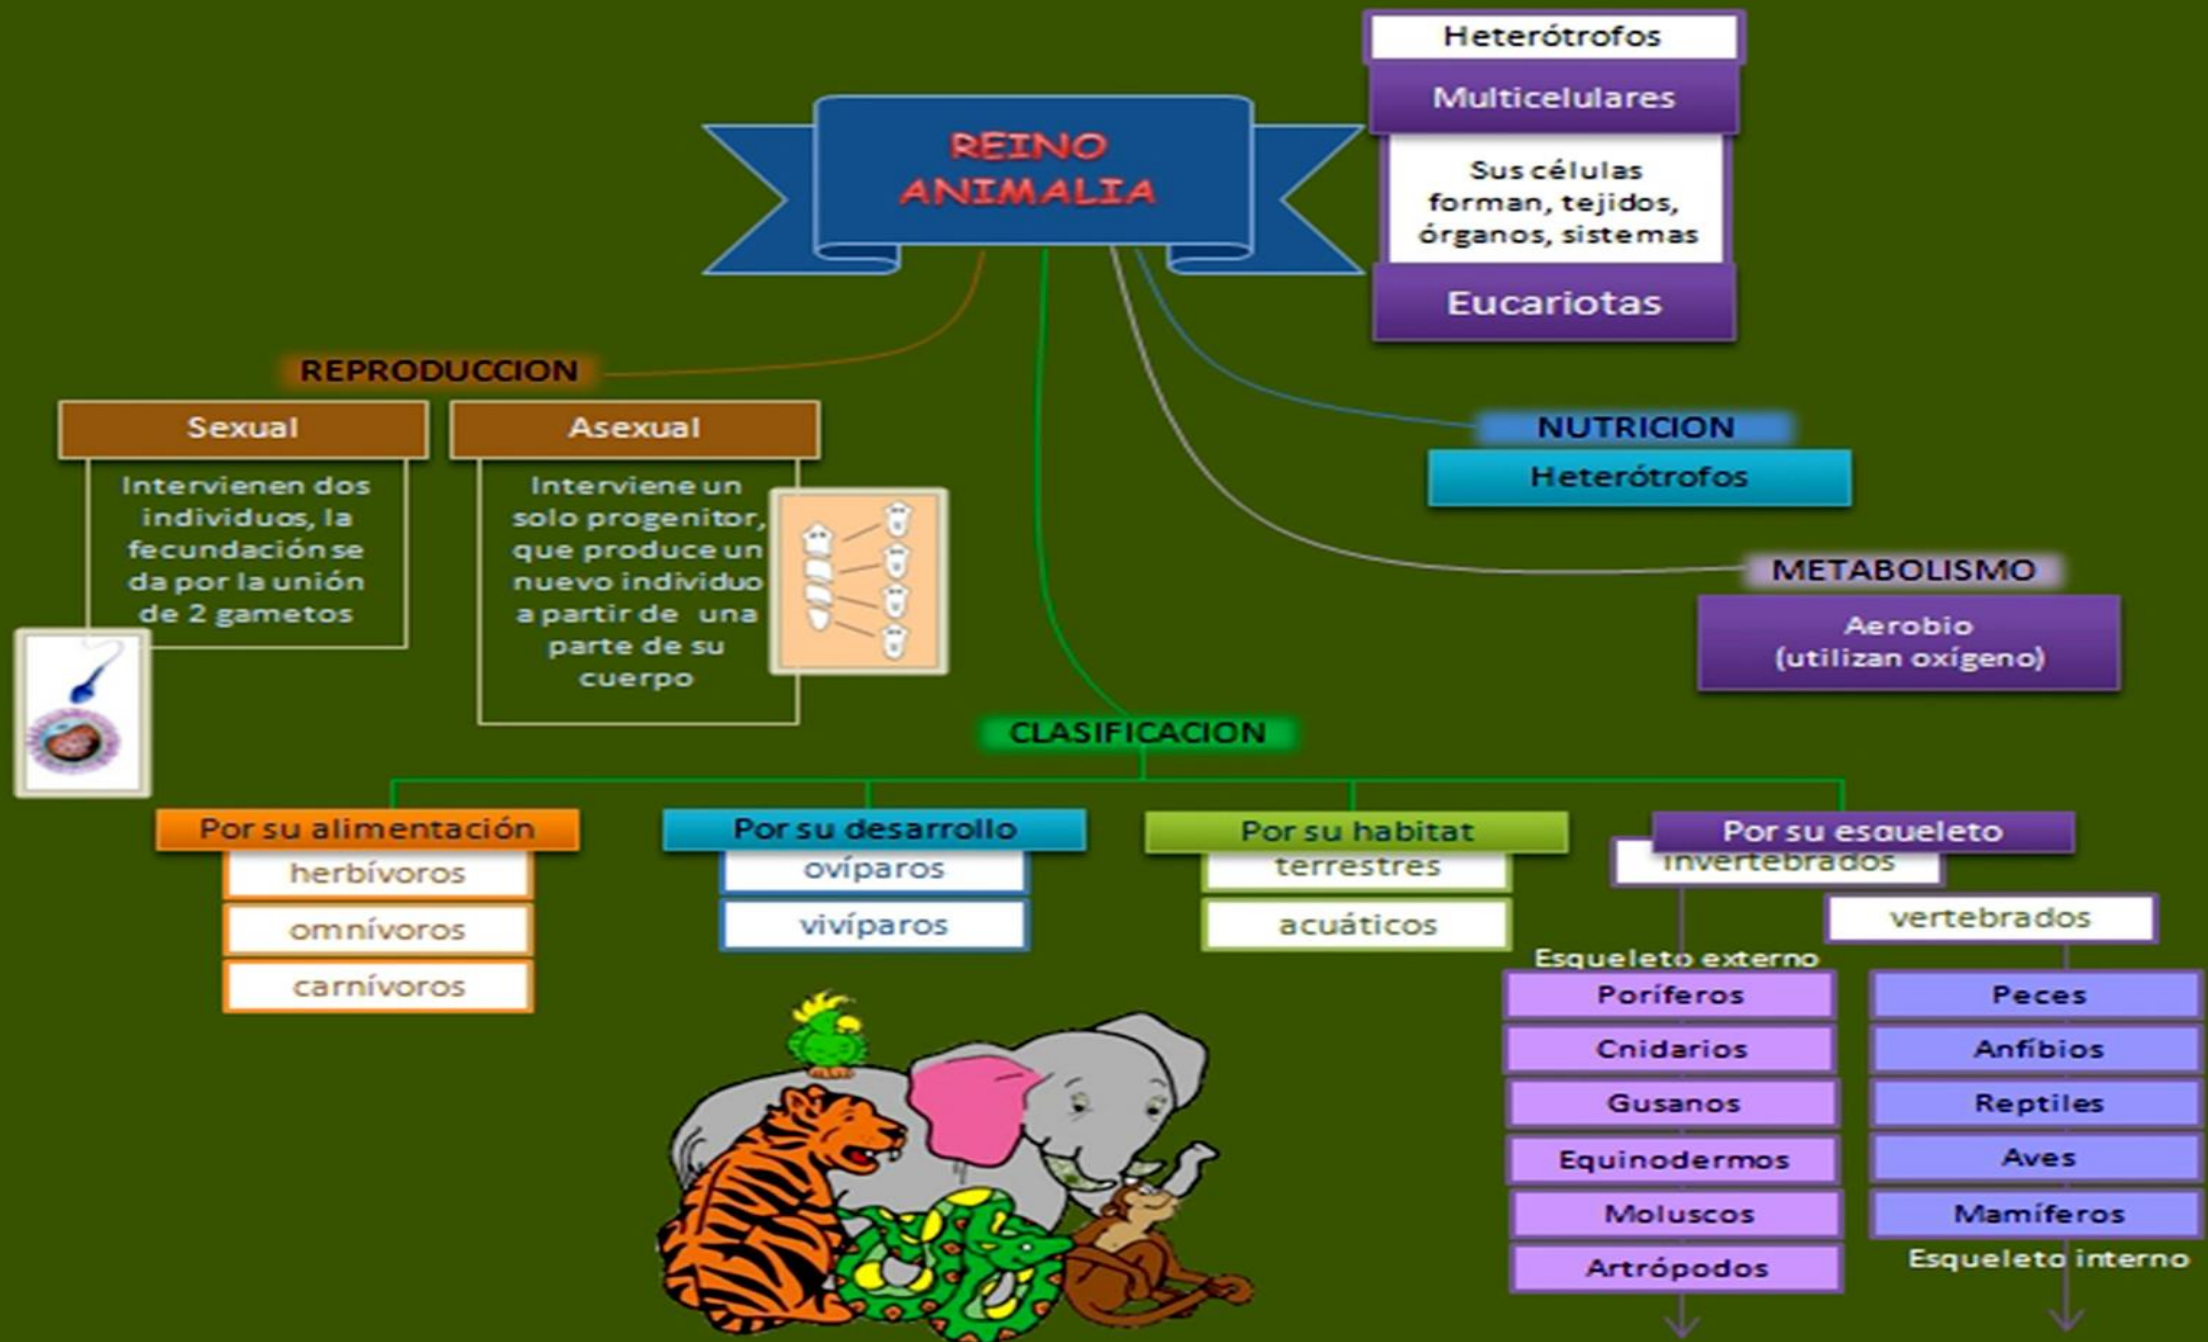 REINO
ANIMALIA
Heterótrofos
Multicelulares
Sus células
forman, tejidos,
órganos, sistemas
Eucariotas
REPRODUCCION
Sexual
Intervienen dos
individuos, la
fecundación se
da por la unión
de 2 gametos
Asexual
Interviene un
solo progenitor,
que produce un
nuevo individuo
a partir de una
parte de su
cuerpo
NUTRICION
Heterótrofos
METABOLISMO
Aerobio
(utilizan oxígeno)
CLASIFICACION
Por su alimentación
herbívoros
omnívoros
carnívoros
Por su desarrollo
ovíparos
vivíparos
Por su habitat
terrestres
acuáticos
Por su esqueleto
invertebrados
Esqueleto externo
Poríferos
Cnidarios
Gusanos
Equinodermos
Moluscos
Artrópodos
vertebrados
Peces
Anfíbios
Reptiles
Aves
Mamíferos
Esqueleto interno